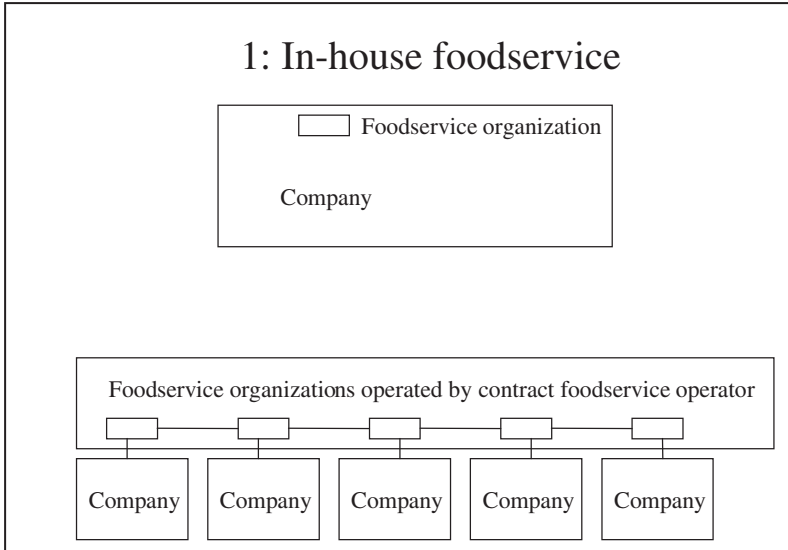 1: In-house foodservice
Foodservice organization
Company
Foodservice organizations operated by contract foodservice operator
Company Company Company Company Company